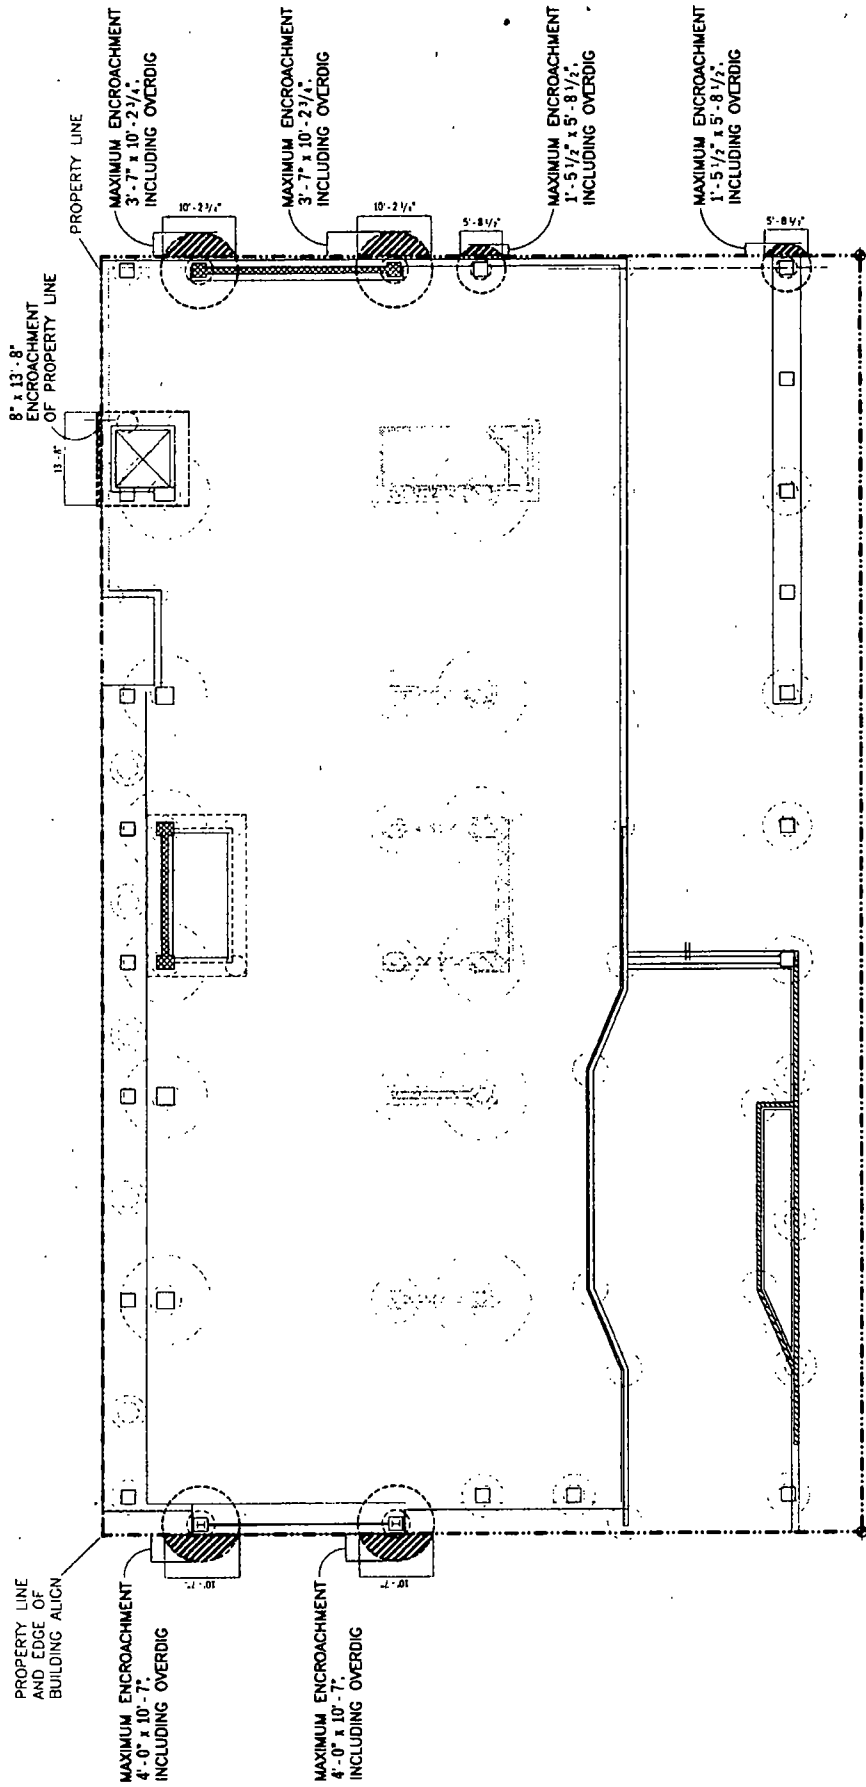 PROPERTY LINE
AND EDGE OF
BUILDING ALIGN
8" x 13'-8"
ENCROACHMENT
OF PROPERTY LINE
13'-8"
PROPERTY LINE
MAXIMUM ENCROACHMENT
3'-7" x 10'-2 3/4",
INCLUDING OVERDIG
10'-2 3/4"
MAXIMUM ENCROACHMENT
3'-7" x 10'-2 3/4",
INCLUDING OVERDIG
MAXIMUM ENCROACHMENT
1'-5 1/2" x 5'-8 1/2",
INCLUDING OVERDIG
5'-8 1/2"
MAXIMUM ENCROACHMENT
1'-5 1/2" x 5'-8 1/2",
INCLUDING OVERDIG
5'-8 1/2"
MAXIMUM ENCROACHMENT
4'-0" x 10'-7",
INCLUDING OVERDIG
10'-7"
MAXIMUM ENCROACHMENT
4'-0" x 10'-7",
INCLUDING OVERDIG
10'-7"